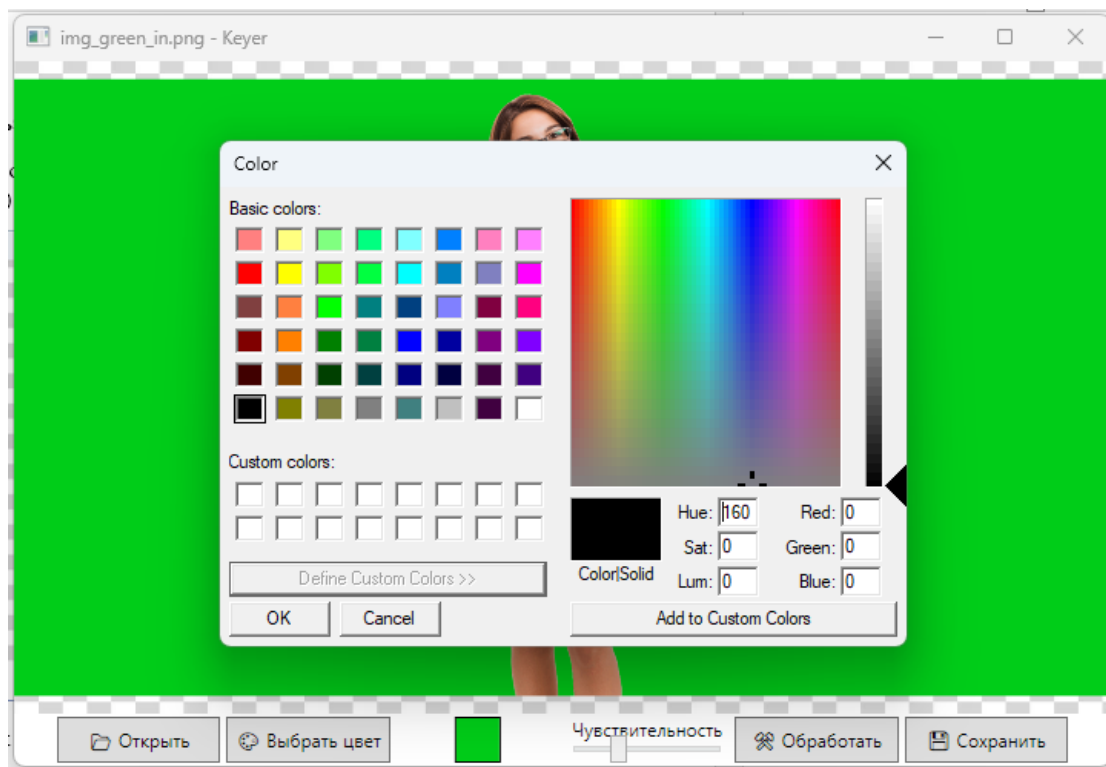 img_green_in.png - Keyer
Color
Basic colors:
Custom colors:
Define Custom Colors >>
OK Cancel
Color|Solid
Hue: 160 Red: 0
Sat: 0 Green: 0
Lum: 0 Blue: 0
Add to Custom Colors
Открыть Выбрать цвет Чувствительность Обработать Сохранить